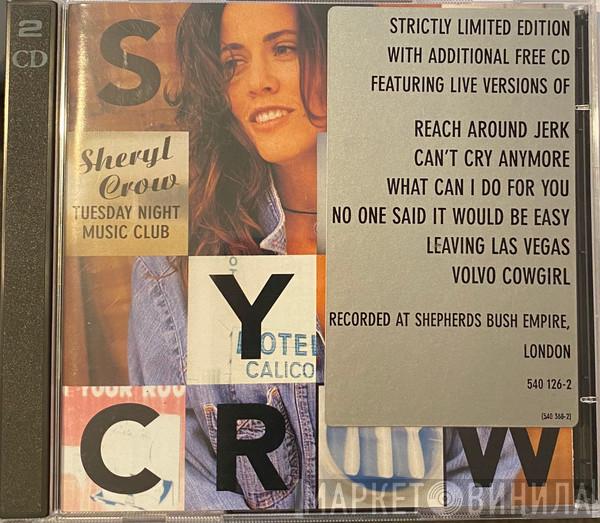 2
CD
S
Sheryl
Crow
TUESDAY NIGHT
MUSIC CLUB
Y
HOTEL
CALICO
YOUR ROO
C R W
STRICTLY LIMITED EDITION
WITH ADDITIONAL FREE CD
FEATURING LIVE VERSIONS OF
REACH AROUND JERK
CAN'T CRY ANYMORE
WHAT CAN I DO FOR YOU
NO ONE SAID IT WOULD BE EASY
LEAVING LAS VEGAS
VOLVO COWGIRL
RECORDED AT SHEPHERDS BUSH EMPIRE,
LONDON
540 126-2
(540 368-2)
МАРКЕТ ВИНИЛА